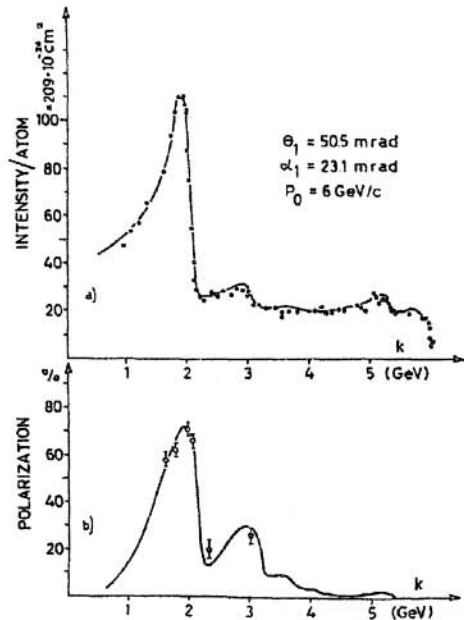 a
INTENSITY/ATOM
×209·10⁻²⁶ cm²
100
80
60
40
20
θ₁ = 50.5 mrad
α₁ = 23.1 mrad
P₀ = 6 GeV/c
a)
k
1 2 3 4 5 (GeV)
%
POLARIZATION
80
60
40
20
b)
k
1 2 3 4 5 (GeV)